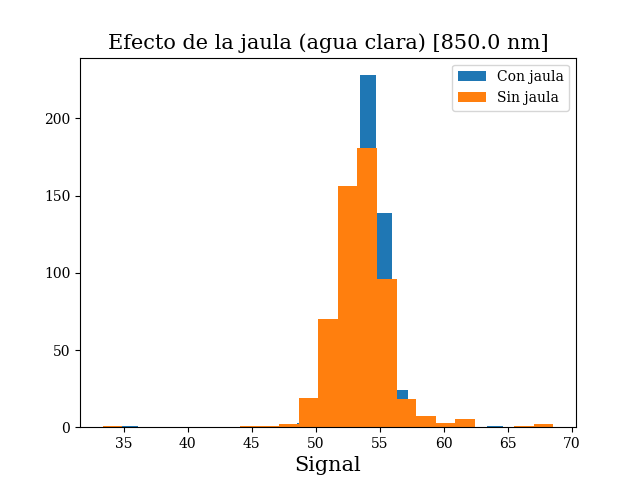 Efecto de la jaula (agua clara) [850.0 nm]
Con jaula
Sin jaula
200
150
100
50
0
35 40 45 50 55 60 65 70
Signal